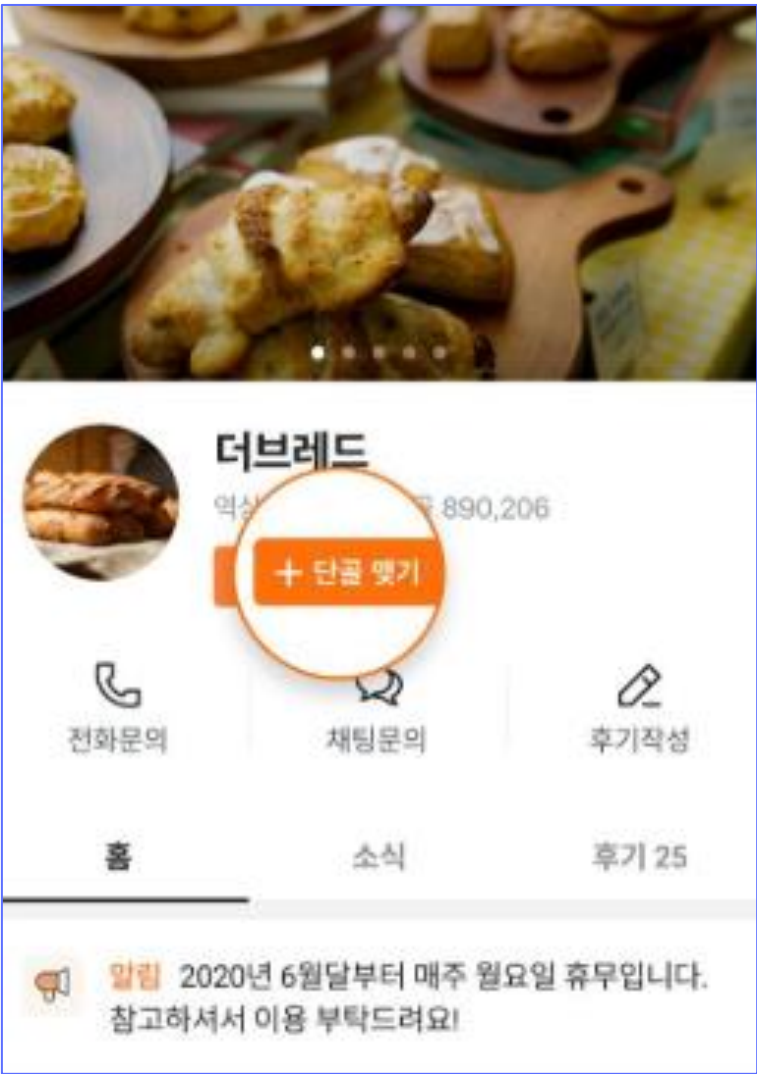 더브레드
890,206
+ 단골 맺기
전화문의
채팅문의
후기작성
홈
소식
후기 25
알림 2020년 6월달부터 매주 월요일 휴무입니다.
참고하셔서 이용 부탁드려요!